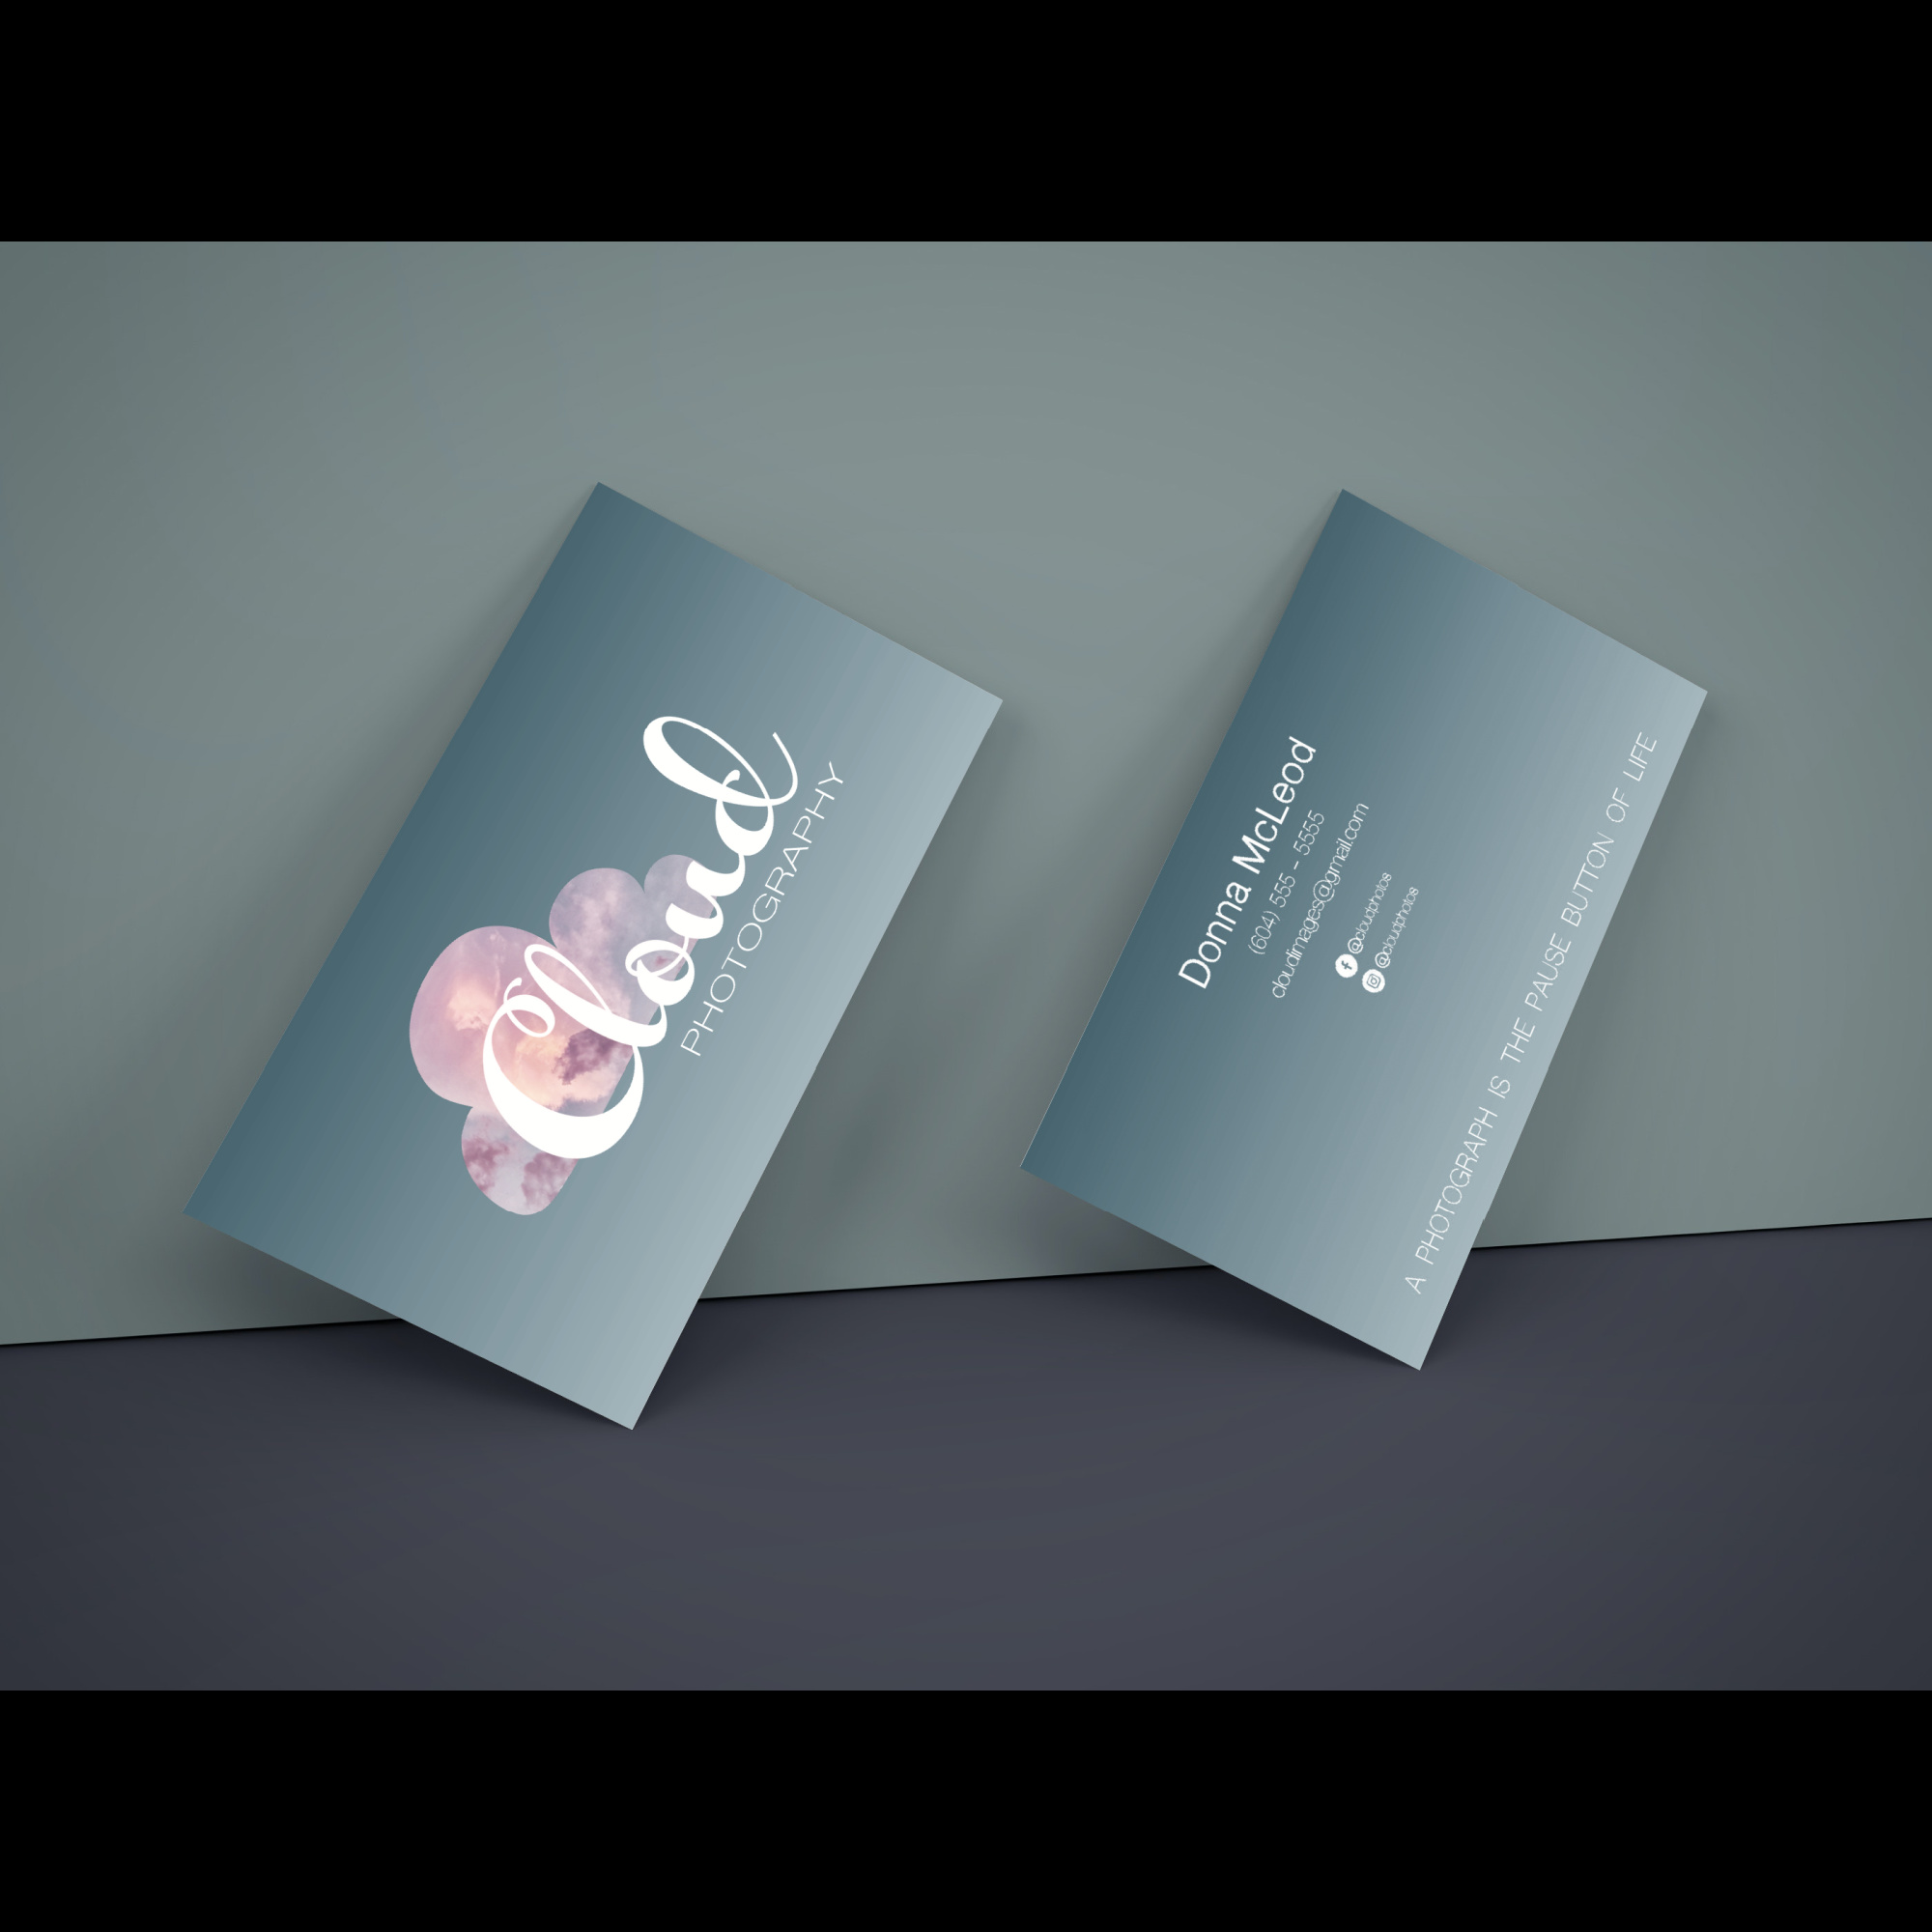 Cloud
PHOTOGRAPHY
Donna McLeod
(604) 555 - 5555
cloudimages@gmail.com
@cloudphotos
@cloudphotos
A PHOTOGRAPH IS THE PAUSE BUTTON OF LIFE